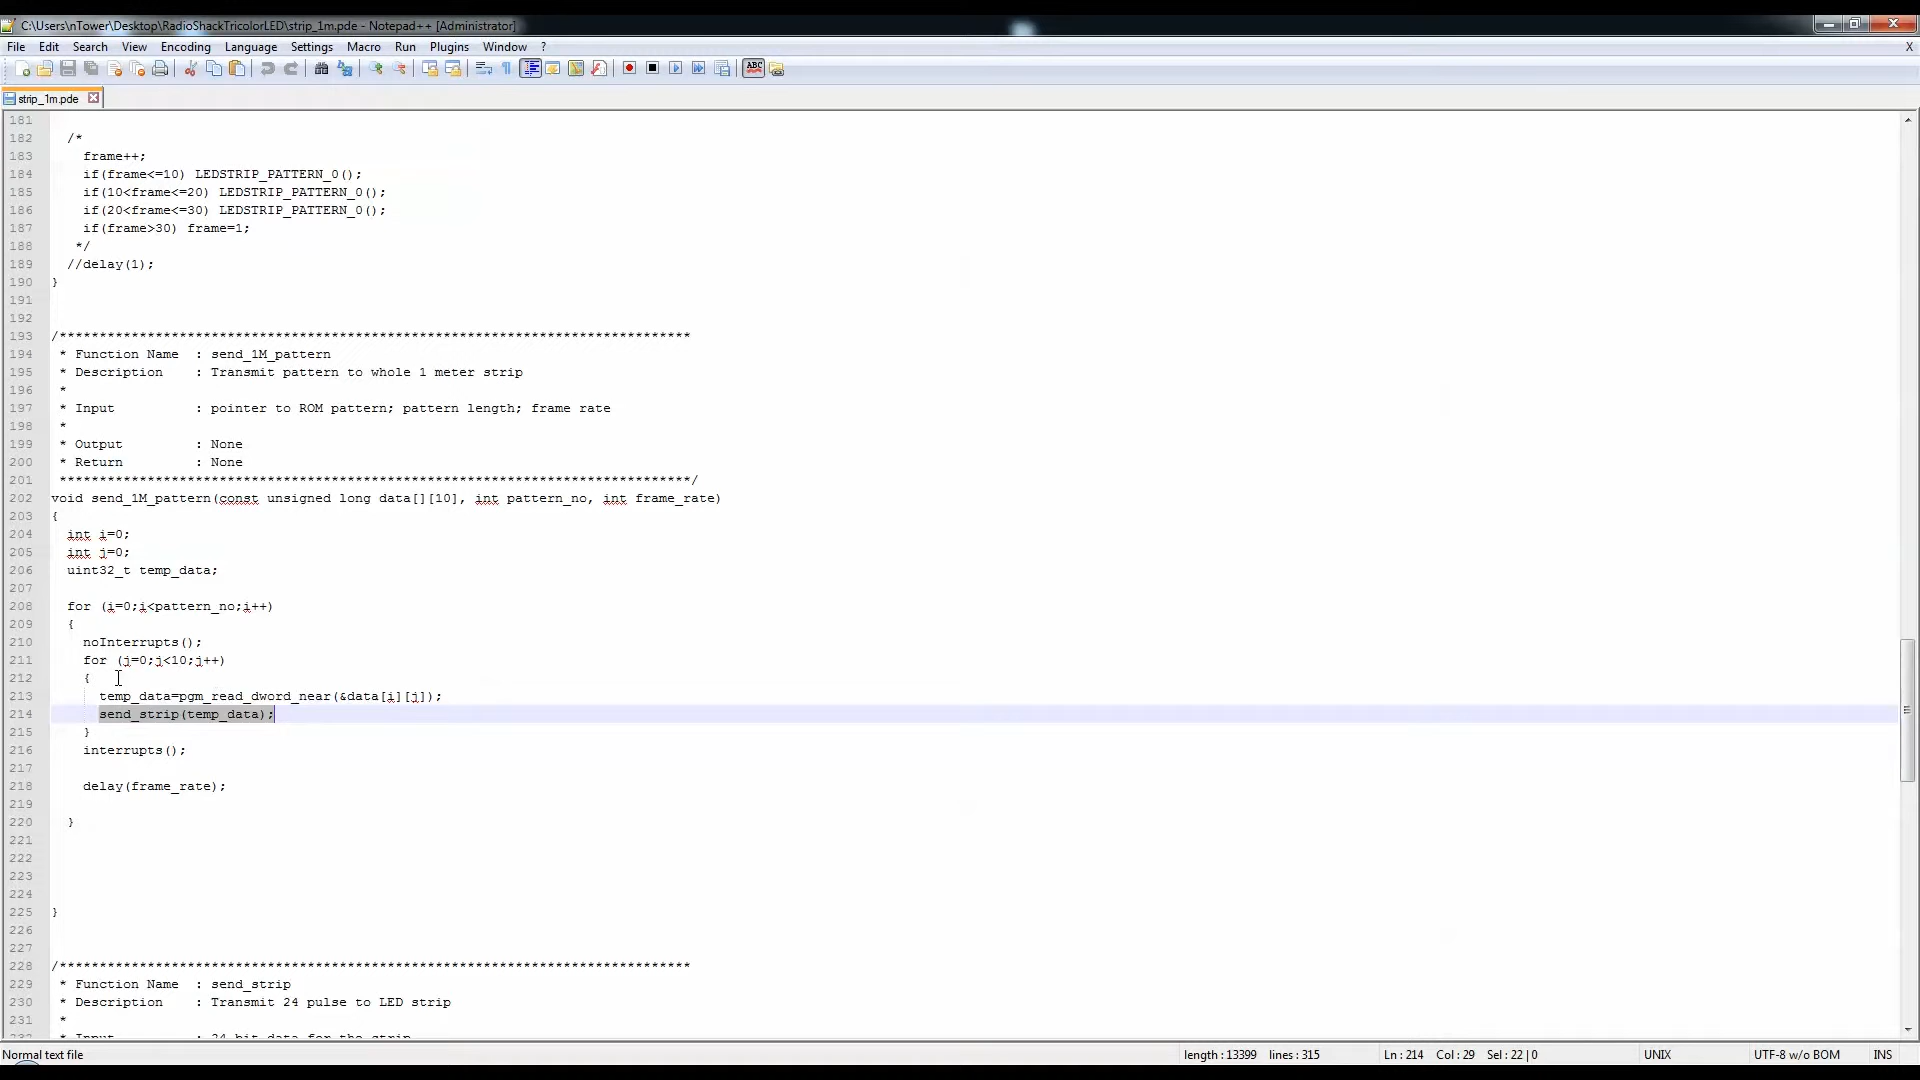 C:\Users\nTower\Desktop\RadioShackTricolorLED\strip_1m.pde - Notepad++ [Administrator]
File Edit Search View Encoding Language Settings Macro Run Plugins Window ? X
ABC
strip_1m.pde
181
182 /*
183 frame++;
184 if(frame<=10) LEDSTRIP_PATTERN_0();
185 if(10<frame<=20) LEDSTRIP_PATTERN_0();
186 if(20<frame<=30) LEDSTRIP_PATTERN_0();
187 if(frame>30) frame=1;
188 */
189 //delay(1);
190 }
191
192
193 /*******************************************************************************
194 * Function Name : send_1M_pattern
195 * Description : Transmit pattern to whole 1 meter strip
196 *
197 * Input : pointer to ROM pattern; pattern length; frame rate
198 *
199 * Output : None
200 * Return : None
201 *******************************************************************************/
202 void send_1M_pattern(const unsigned long data[][10], int pattern_no, int frame_rate)
203 {
204 int i=0;
205 int j=0;
206 uint32_t temp_data;
207
208 for (i=0;i<pattern_no;i++)
209 {
210 noInterrupts();
211 for (j=0;j<10;j++)
212 {
213 temp_data=pgm_read_dword_near(&data[i][j]);
214 send_strip(temp_data);
215 }
216 interrupts();
217
218 delay(frame_rate);
219
220 }
221
222
223
224
225 }
226
227
228 /*******************************************************************************
229 * Function Name : send_strip
230 * Description : Transmit 24 pulse to LED strip
231 *
232 * Input : 24 bit data for the strip
Normal text file length : 13399 lines : 315 Ln : 214 Col : 29 Sel : 22 | 0 UNIX UTF-8 w/o BOM INS